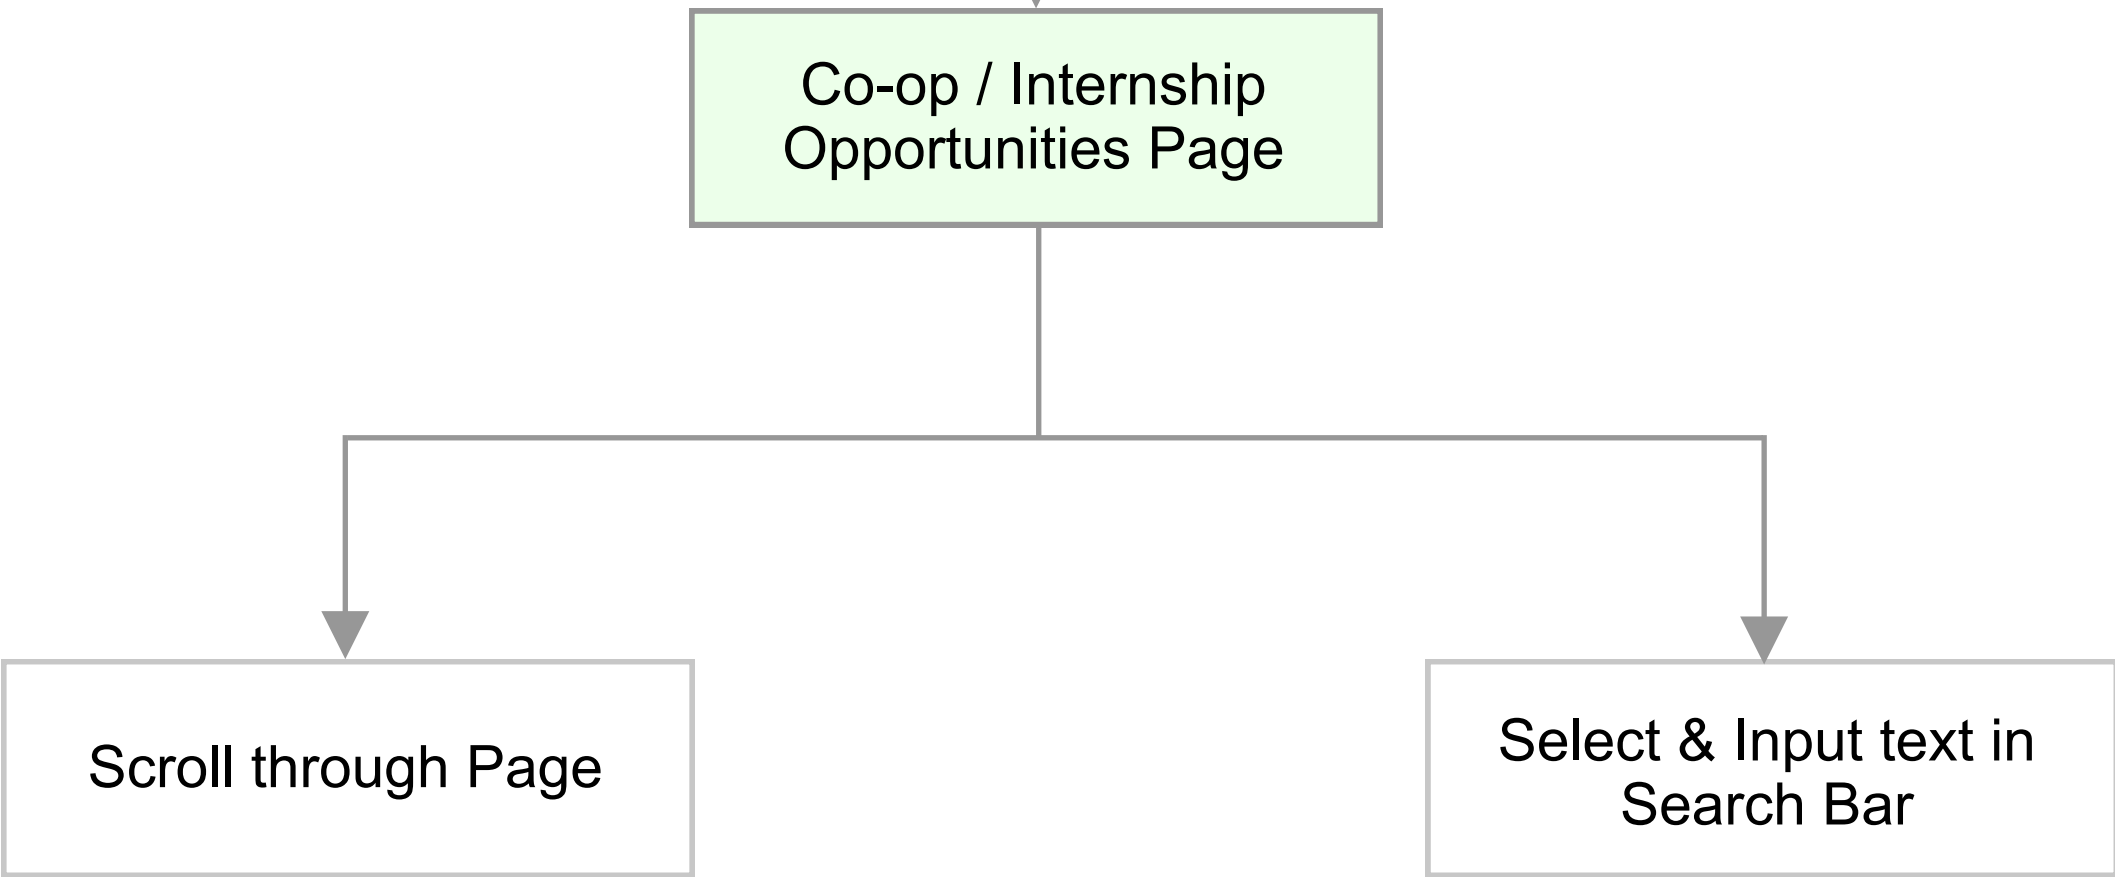 Co-op / Internship
Opportunities Page
Scroll through Page
Select & Input text in
Search Bar